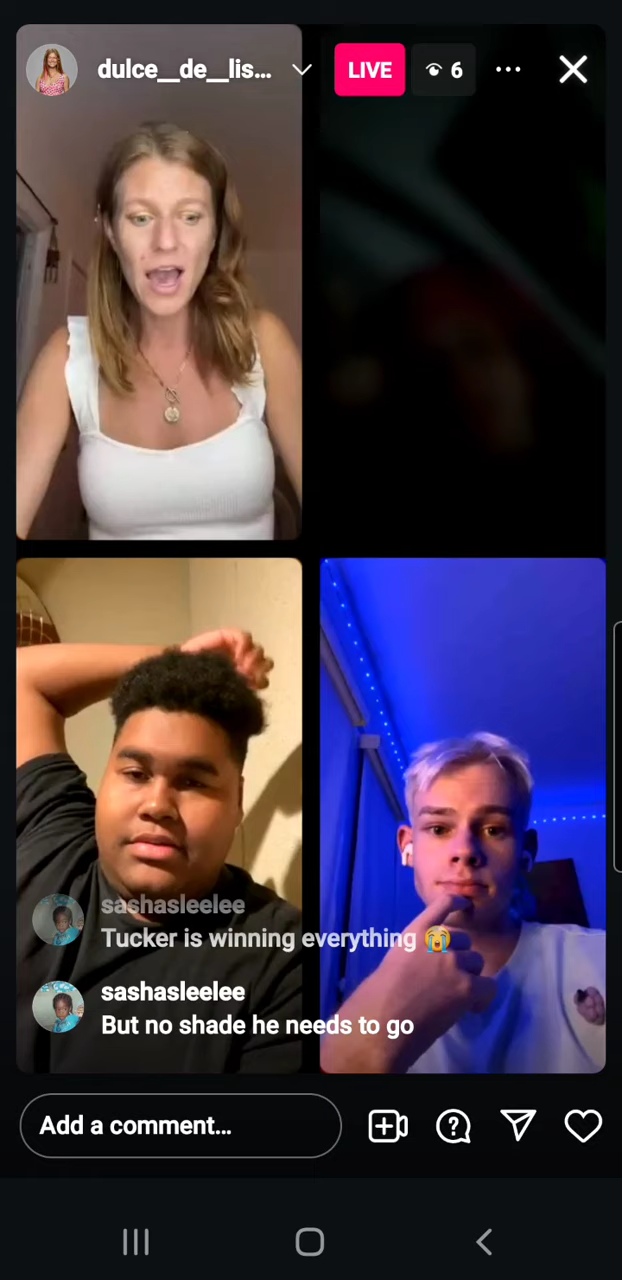 dulce__de__lis...
LIVE
6
sashasleelee
Tucker is winning everything 😭
sashasleelee
But no shade he needs to go
Add a comment...